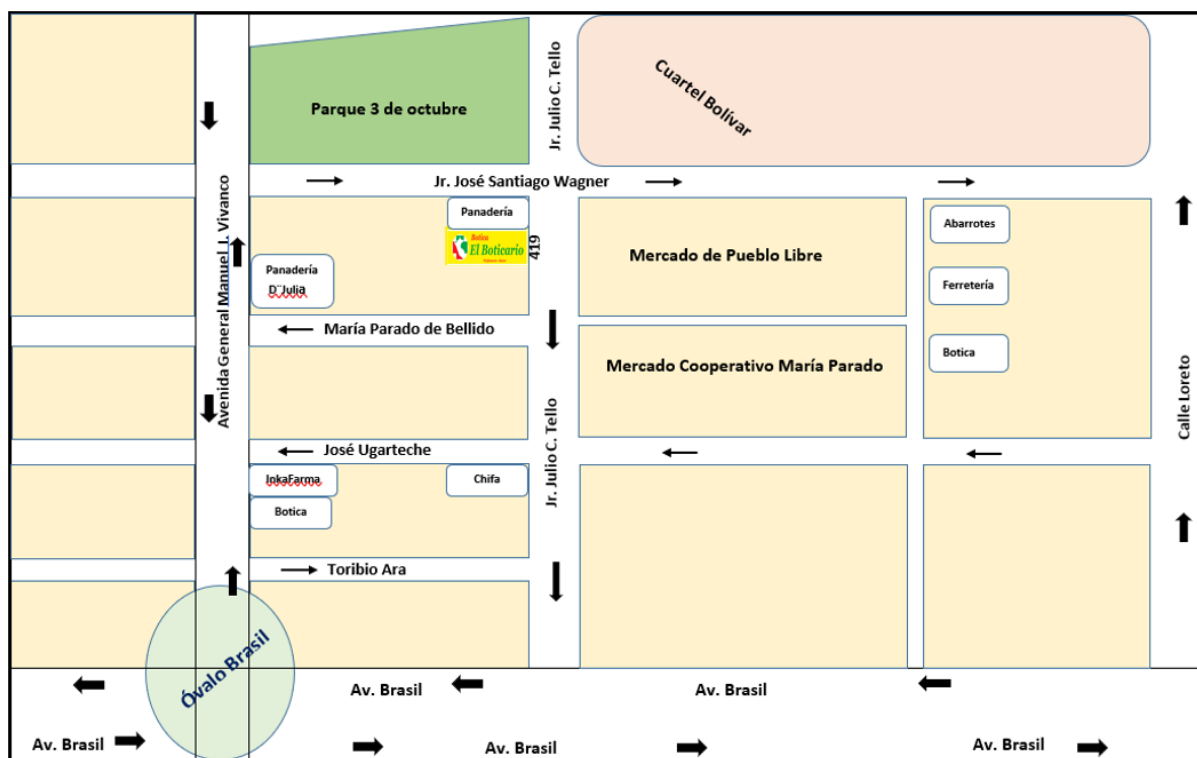 Parque 3 de octubre
Jr. Julio C. Tello
Cuartel Bolívar
Jr. José Santiago Wagner
Avenida General Manuel J. Vivanco
Panadería
Botica
El Boticario
419
Panadería
D¨Julia
Mercado de Pueblo Libre
Abarrotes
Ferretería
María Parado de Bellido
Mercado Cooperativo María Parado
Botica
Calle Loreto
José Ugarteche
Jr. Julio C. Tello
InkaFarma
Chifa
Botica
Toribio Ara
Óvalo Brasil
Av. Brasil
Av. Brasil
Av. Brasil
Av. Brasil
Av. Brasil